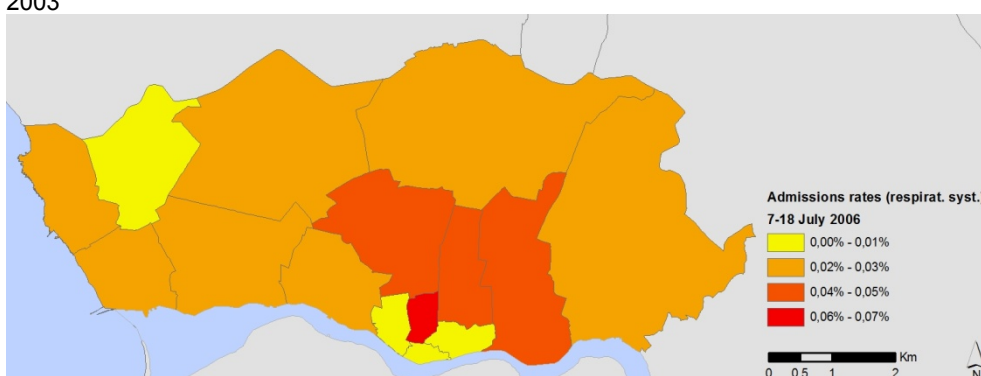 2003
Admissions rates (respirat. syst.)
7-18 July 2006
0,00% - 0,01%
0,02% - 0,03%
0,04% - 0,05%
0,06% - 0,07%
Km
0 0.5 1 2
N